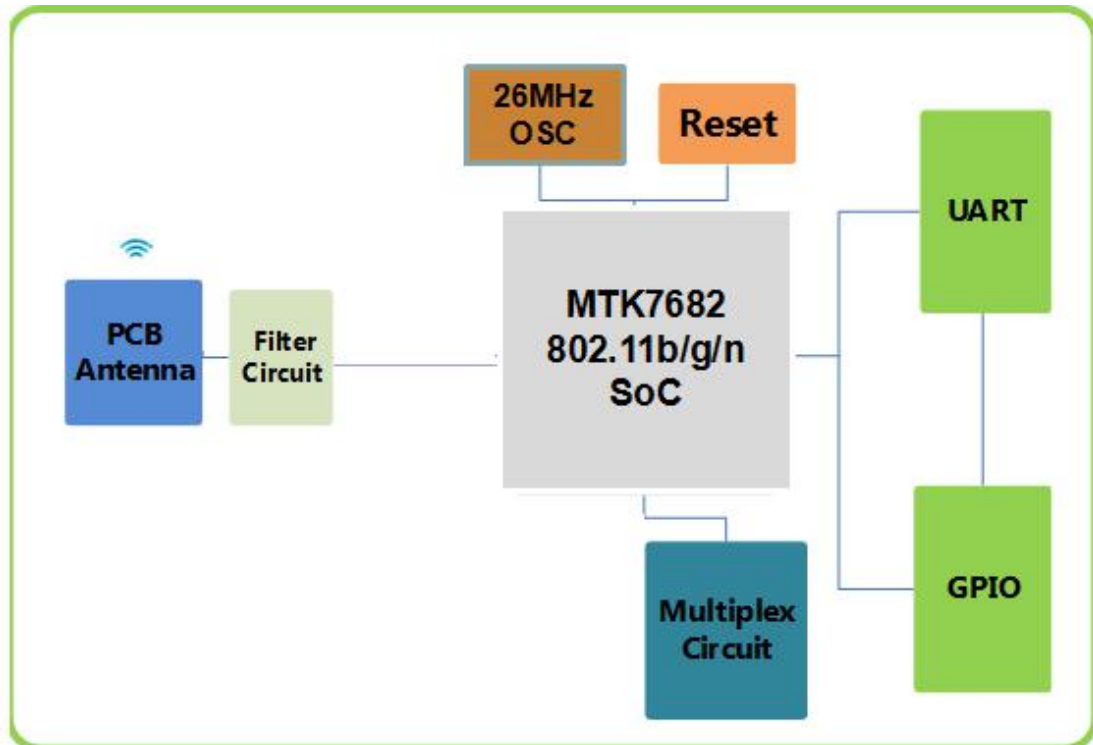 26MHz
OSC
Reset
UART
PCB
Antenna
Filter
Circuit
MTK7682
802.11b/g/n
SoC
Multiplex
Circuit
GPIO